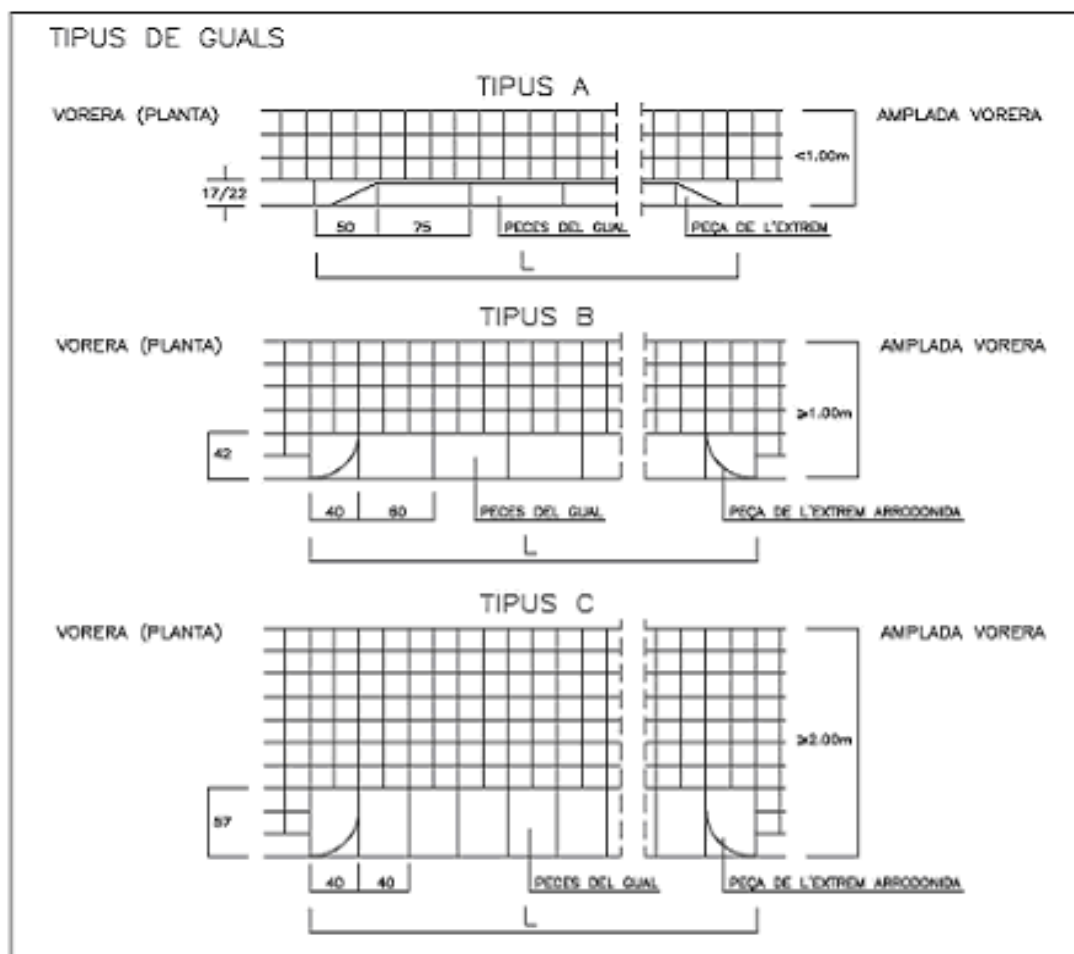 TIPUS DE GUALS
TIPUS A
VORERA (PLANTA)
AMPLADA VORERA
<1.00m
17/22
50
75
PECES DEL GUAL
PEÇA DE L'EXTREM
L
TIPUS B
VORERA (PLANTA)
AMPLADA VORERA
≥1.00m
42
40
60
PECES DEL GUAL
PEÇA DE L'EXTREM ARRODONIDA
L
TIPUS C
VORERA (PLANTA)
AMPLADA VORERA
≥2.00m
57
40
40
PECES DEL GUAL
PEÇA DE L'EXTREM ARRODONIDA
L